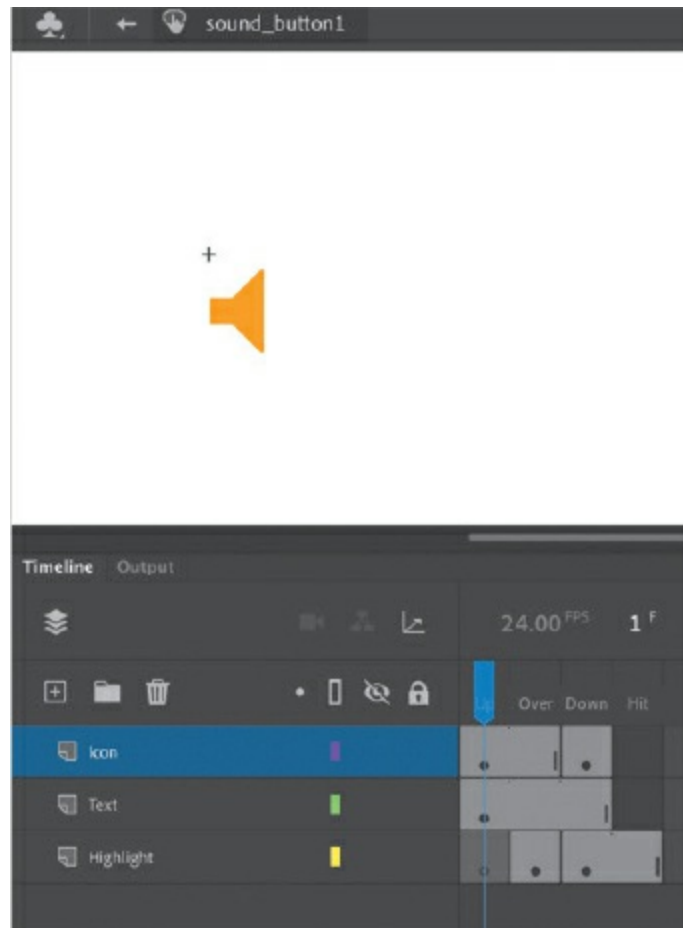 sound_button1
Timeline Output
24.00 FPS 1 F
Up Over Down Hit
Icon
Text
Highlight